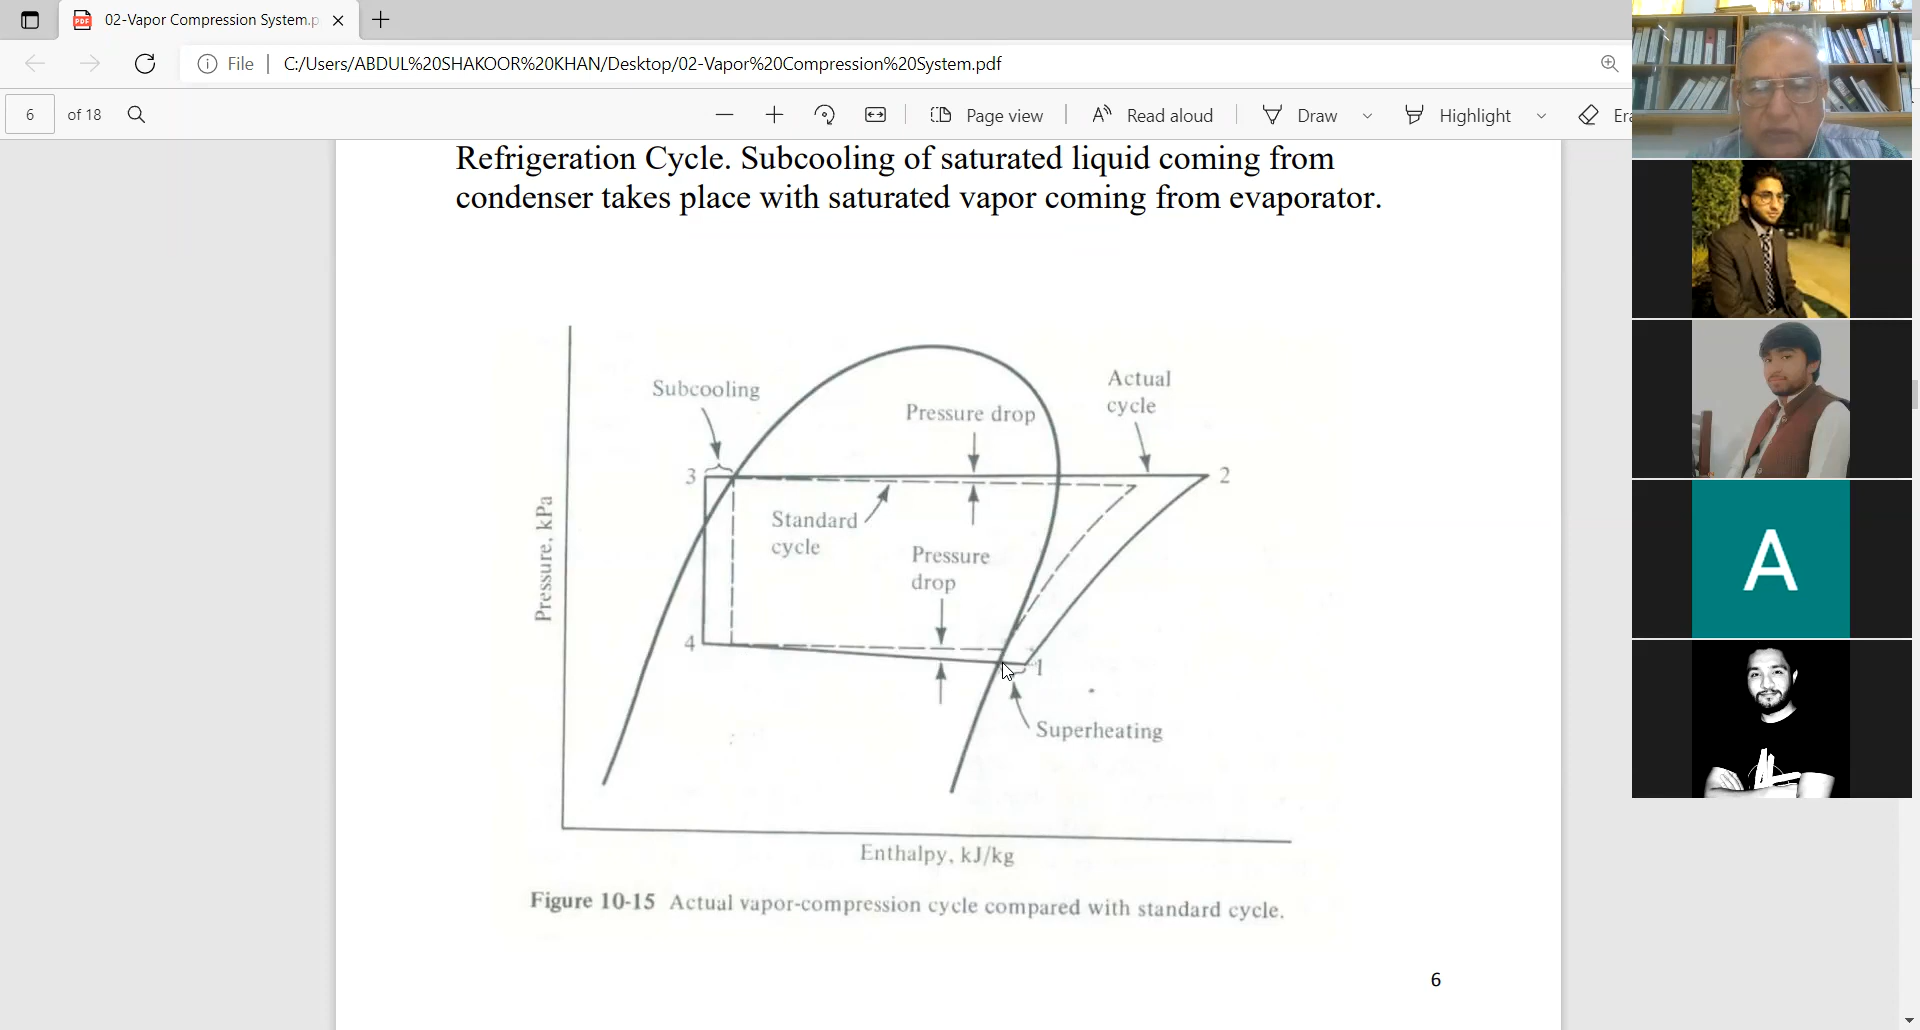 02-Vapor Compression System.p
File
C:/Users/ABDUL%20SHAKOOR%20KHAN/Desktop/02-Vapor%20Compression%20System.pdf
6 of 18
Page view
Read aloud
Draw
Highlight
Era
Refrigeration Cycle. Subcooling of saturated liquid coming from
condenser takes place with saturated vapor coming from evaporator.
Subcooling
Pressure drop
Actual
cycle
3
2
Standard
cycle
Pressure
drop
4
1
Superheating
Pressure, kPa
Enthalpy, kJ/kg
Figure 10-15 Actual vapor-compression cycle compared with standard cycle.
6
A